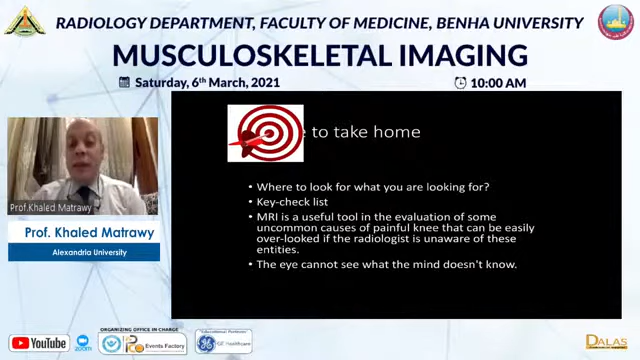 RADIOLOGY DEPARTMENT, FACULTY OF MEDICINE, BENHA UNIVERSITY
MUSCULOSKELETAL IMAGING
Saturday, 6th March, 2021
10:00 AM
e to take home
• Where to look for what you are looking for?
• Key-check list
• MRI is a useful tool in the evaluation of some
uncommon causes of painful knee that can be easily
over-looked if the radiologist is unaware of these
entities.
• The eye cannot see what the mind doesn't know.
Prof.Khaled Matrawy
Prof. Khaled Matrawy
Alexandria University
ORGANIZING OFFICE IN CHARGE
YouTube
zoom
Events Factory
GE Healthcare
DALAS